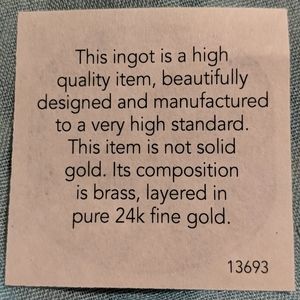 This ingot is a high
quality item, beautifully
designed and manufactured
to a very high standard.
This item is not solid
gold. Its composition
is brass, layered in
pure 24k fine gold.
13693